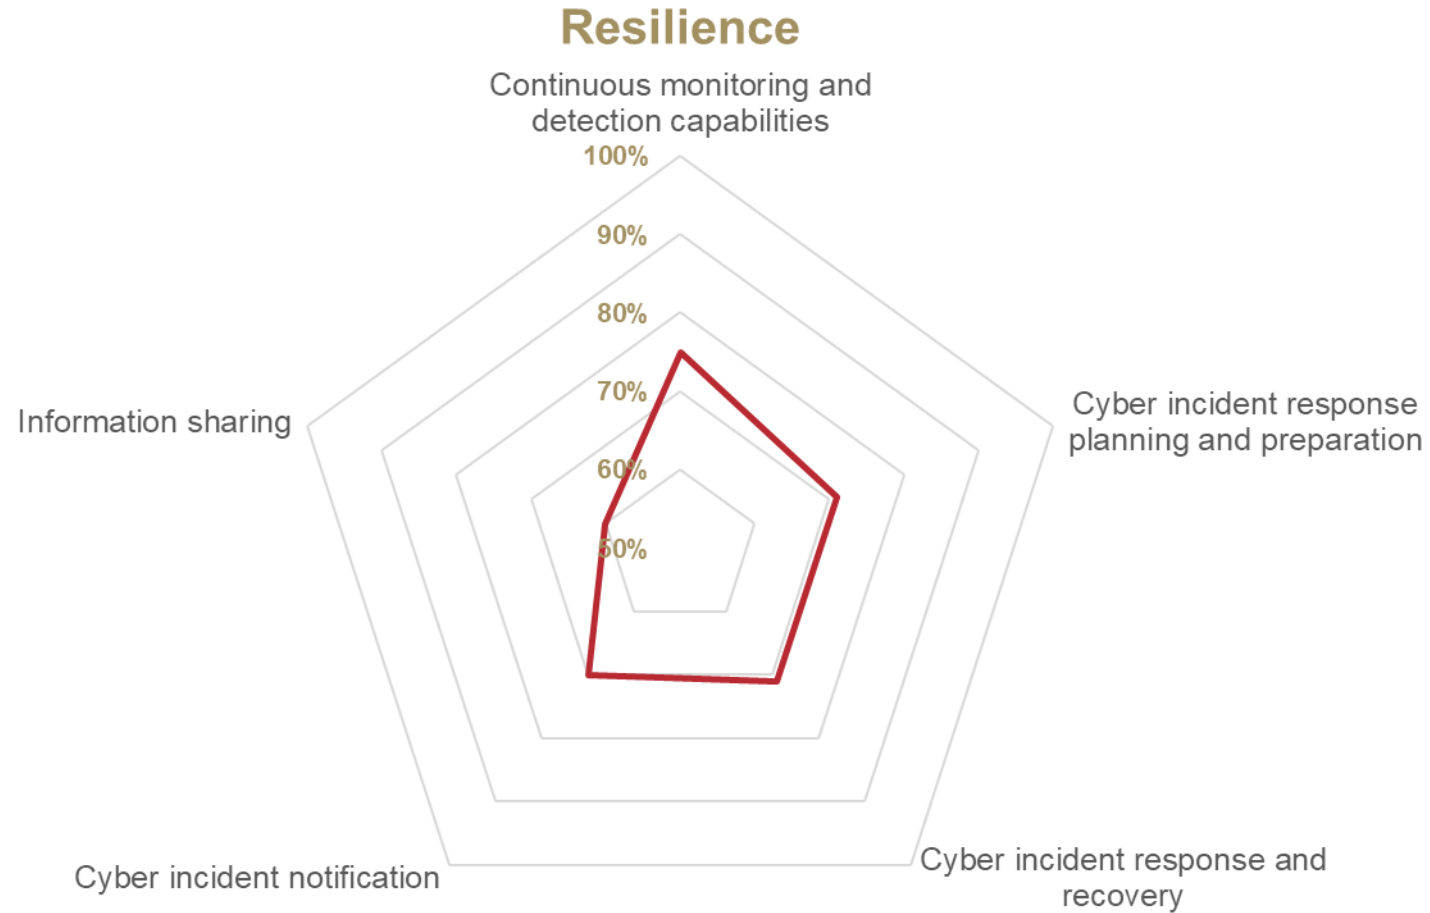 Resilience
Continuous monitoring and
detection capabilities
100%
90%
80%
70%
60%
50%
Information sharing
Cyber incident response
planning and preparation
Cyber incident notification
Cyber incident response and
recovery